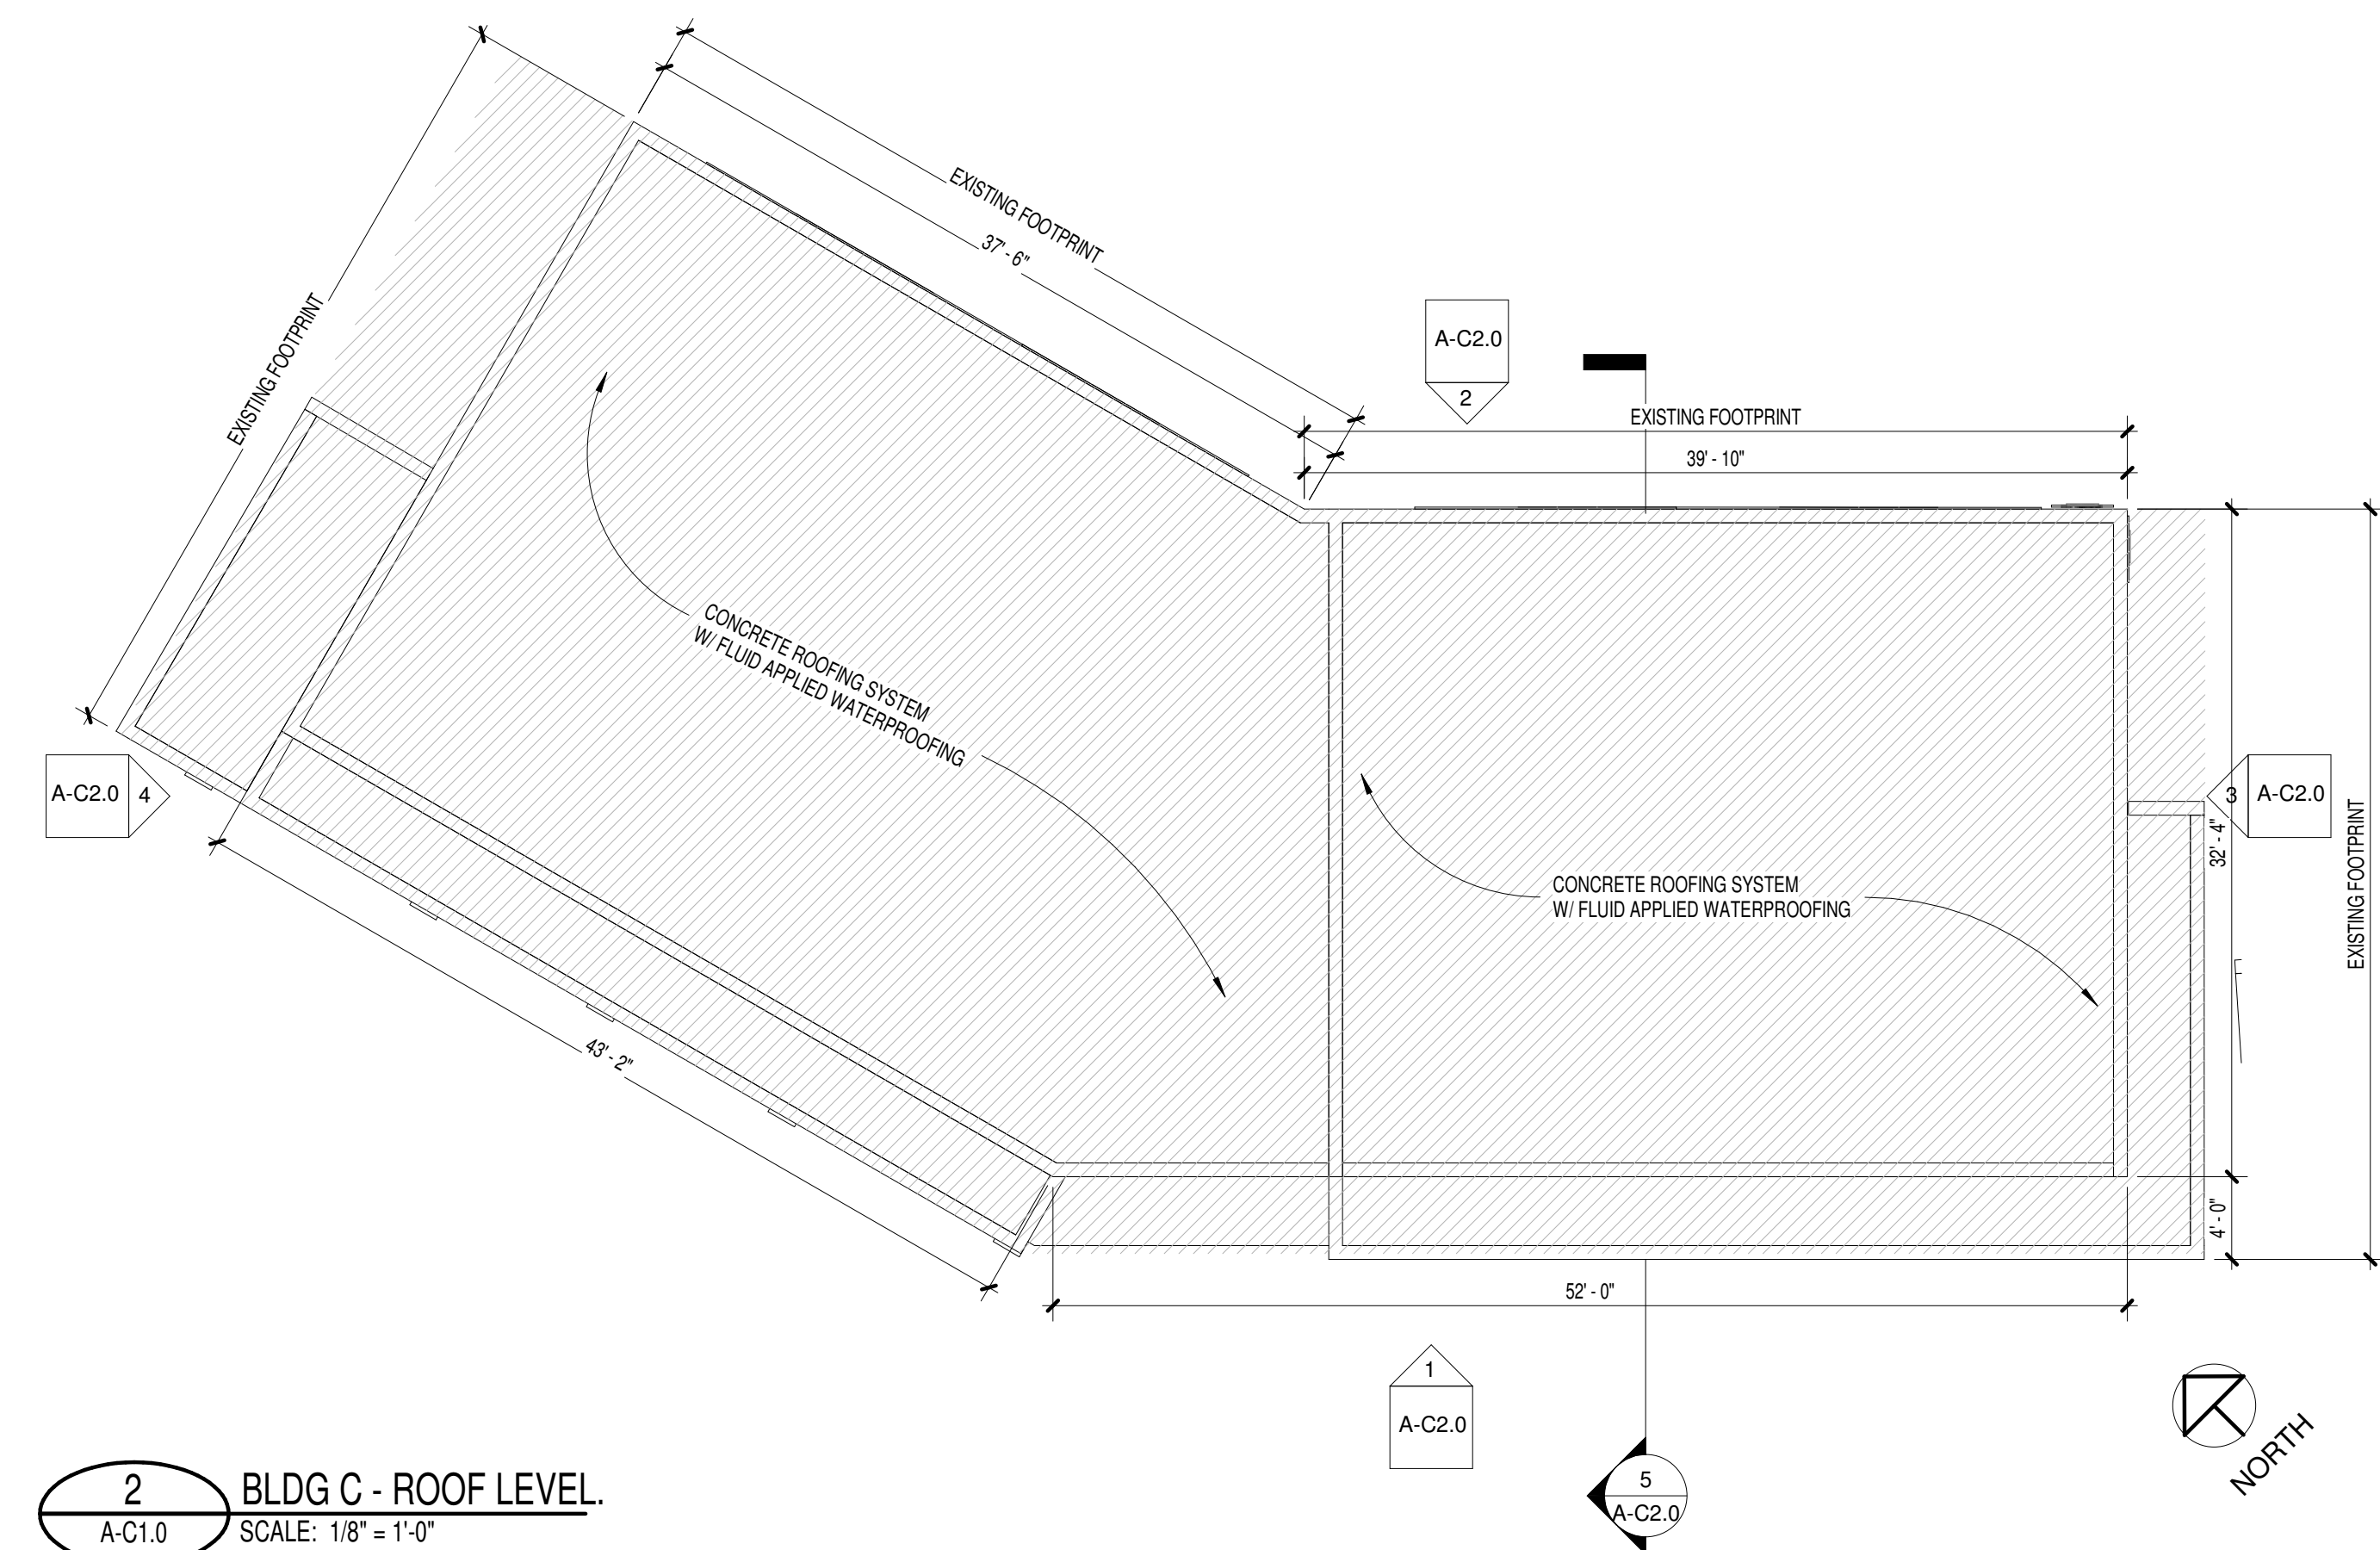 EXISTING FOOTPRINT
37' - 6"
EXISTING FOOTPRINT
A-C2.0
2
EXISTING FOOTPRINT
39' - 10"
CONCRETE ROOFING SYSTEM
W/ FLUID APPLIED WATERPROOFING
A-C2.0
4
3
A-C2.0
32' - 4"
EXISTING FOOTPRINT
CONCRETE ROOFING SYSTEM
W/ FLUID APPLIED WATERPROOFING
43' - 2"
4' - 0"
52' - 0"
1
A-C2.0
NORTH
5
A-C2.0
2
A-C1.0
BLDG C - ROOF LEVEL.
SCALE: 1/8" = 1'-0"